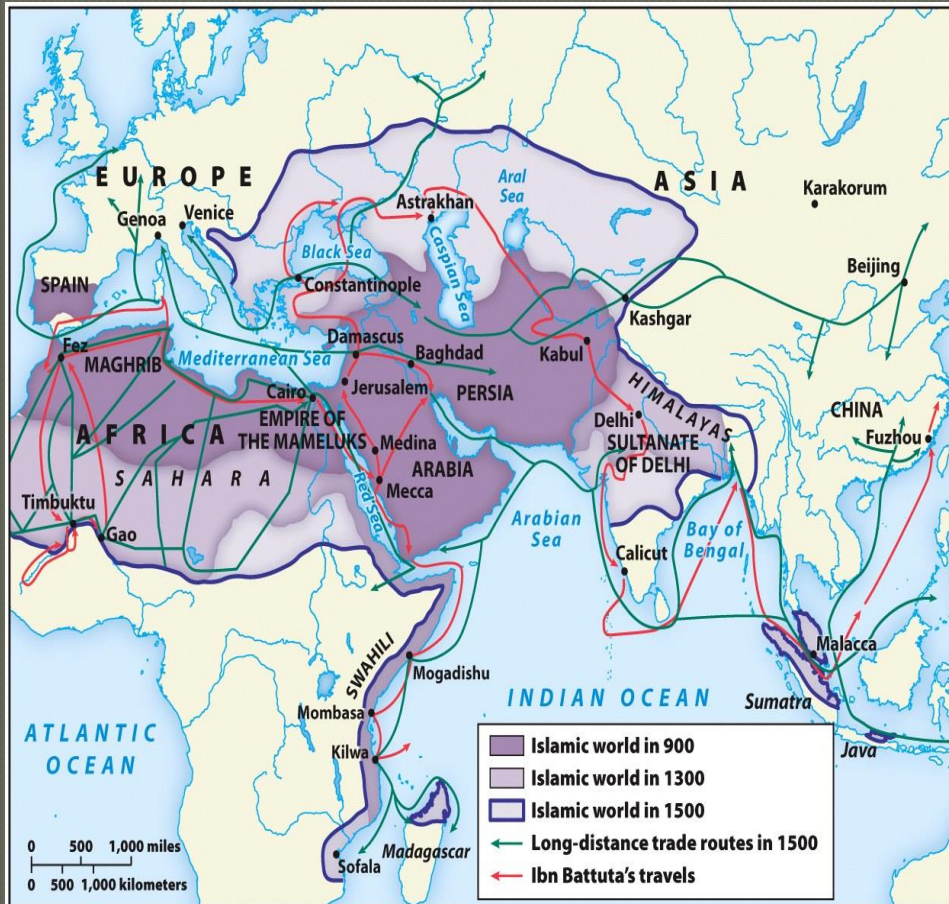 EUROPE
ASIA
Aral
Sea
Karakorum
Astrakhan
Genoa
Venice
Black Sea
Caspian Sea
Beijing
SPAIN
Constantinople
Kashgar
Fez
Damascus
MAGHRIB
Mediterranean Sea
Baghdad
Kabul
Jerusalem
PERSIA
Cairo
HIMALAYAS
EMPIRE OF
THE MAMELUKS
Delhi
CHINA
AFRICA
Medina
SULTANATE
OF DELHI
Fuzhou
SAHARA
ARABIA
Mecca
Red Sea
Timbuktu
Gao
Arabian
Sea
Bay of
Bengal
Calicut
SWAHILI
Malacca
Mogadishu
INDIAN OCEAN
Sumatra
Mombasa
ATLANTIC
OCEAN
Kilwa
Java
Islamic world in 900
Islamic world in 1300
Islamic world in 1500
Long-distance trade routes in 1500
Ibn Battuta's travels
Madagascar
Sofala
0 500 1,000 miles
0 500 1,000 kilometers